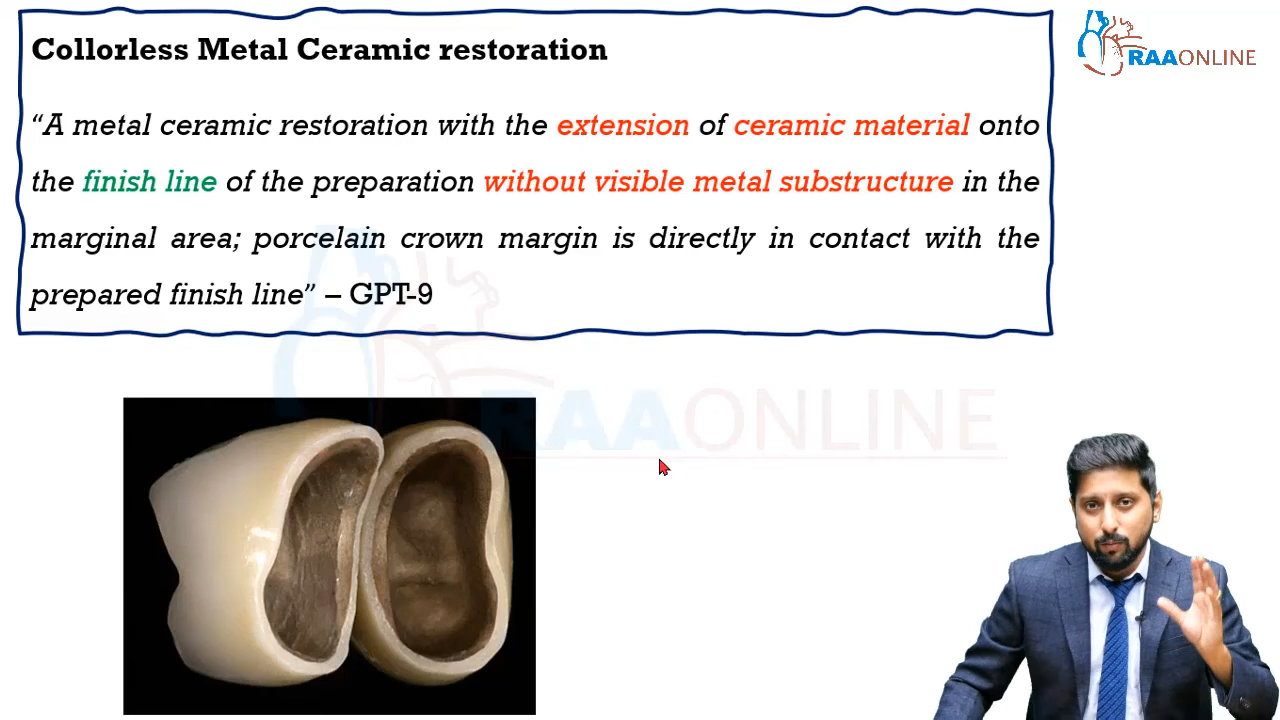 Collorless Metal Ceramic restoration
RAAONLINE
“A metal ceramic restoration with the extension of ceramic material onto
the finish line of the preparation without visible metal substructure in the
marginal area; porcelain crown margin is directly in contact with the
prepared finish line” – GPT-9
RAAONLINE